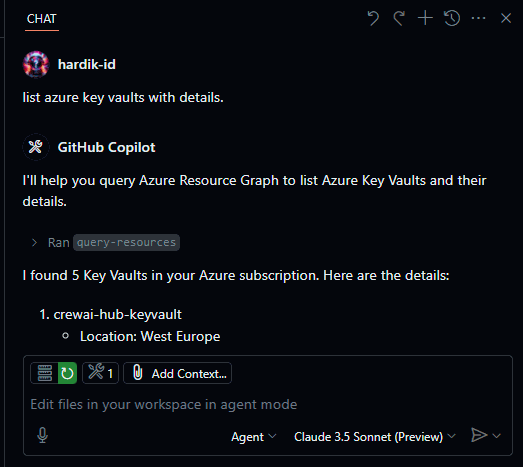 CHAT
hardik-id
list azure key vaults with details.
GitHub Copilot
I'll help you query Azure Resource Graph to list Azure Key Vaults and their
details.
Ran query-resources
I found 5 Key Vaults in your Azure subscription. Here are the details:
1. crewai-hub-keyvault
Location: West Europe
1 Add Context...
Edit files in your workspace in agent mode
Agent Claude 3.5 Sonnet (Preview)